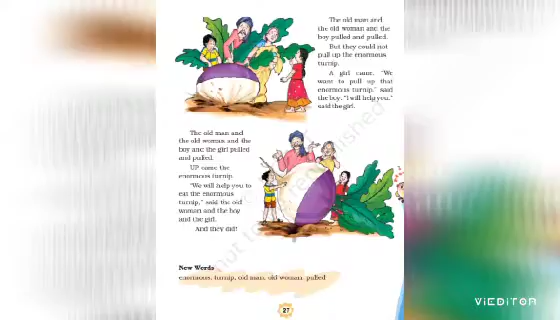 The old man and
the old woman and the
boy pulled and pulled.
But they could not
pull up the enormous
turnip.
A girl came. "We
want to pull up that
enormous turnip," said
the boy. "I will help you,"
said the girl.
The old man and
the old woman and the
boy and the girl pulled
and pulled.
UP came the
enormous turnip.
"We will help you to
eat the enormous
turnip," said the old
woman and the boy
and the girl.
And they did!
New Words
enormous, turnip, old man, old woman, pulled
27
ViEDiTOR